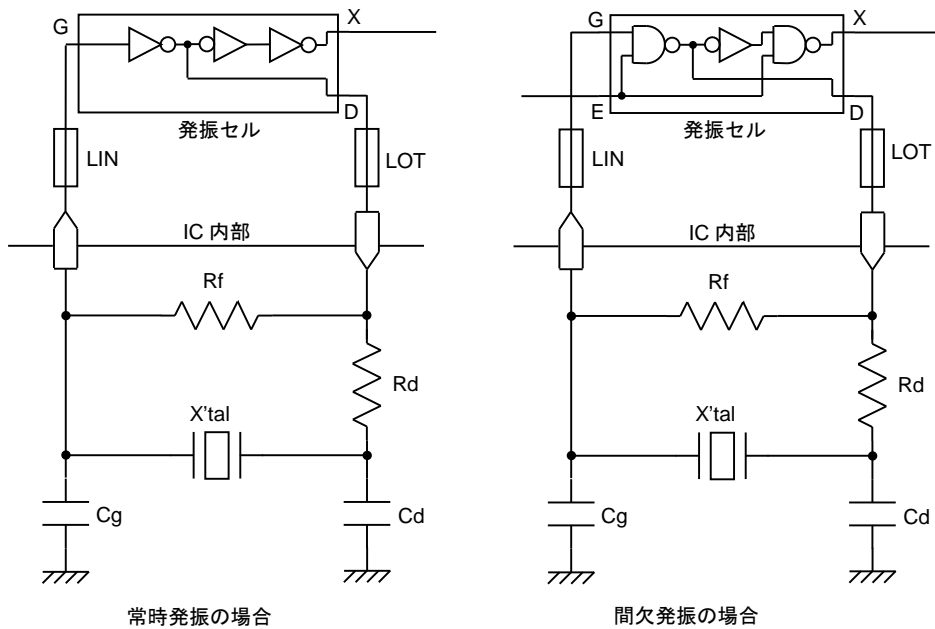 G
X
発振セル
D
LIN
LOT
IC 内部
Rf
Rd
X'tal
Cg
Cd
常時発振の場合
G
X
E
発振セル
D
LIN
LOT
IC 内部
Rf
Rd
X'tal
Cg
Cd
間欠発振の場合